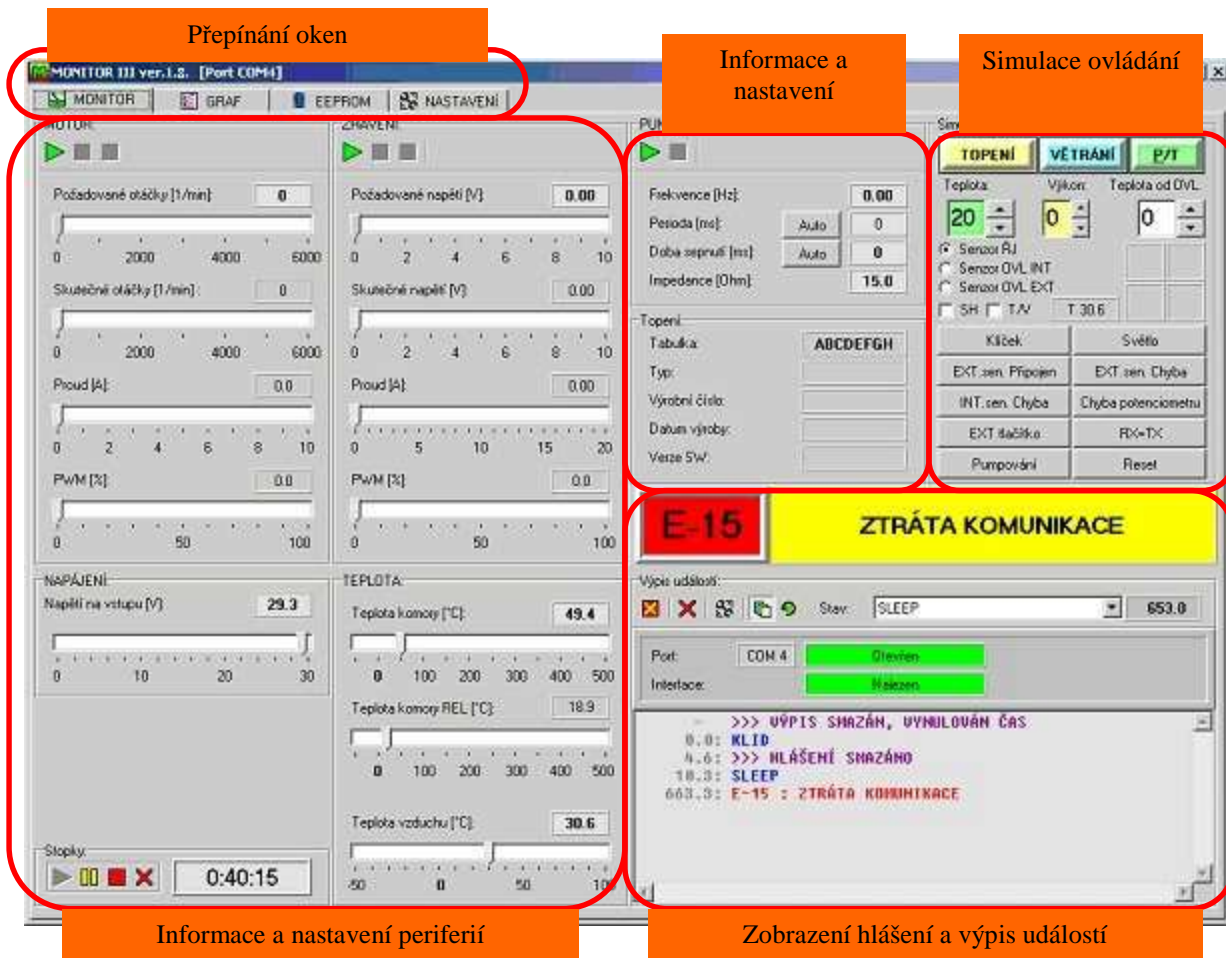 Přepínání oken
Informace a
nastavení
Simulace ovládání
MONITOR III ver.1.2. [Port COM4]
MONITOR GRAF EEPROM NASTAVENÍ
MOTOR:
Požadované otáčky [1/min]: 0
0 2000 4000 6000
Skutečné otáčky [1/min] : 0
0 2000 4000 6000
Proud [A]: 0.0
0 2 4 6 8 10
PWM [%]: 0.0
0 50 100
ŽHAVENÍ:
Požadované napětí [V]: 0.00
0 2 4 6 8 10
Skutečné napětí [V]: 0.00
0 2 4 6 8 10
Proud [A]: 0.00
0 5 10 15 20
PWM [%]: 0.0
0 50 100
Frekvence [Hz]: 0.00
Perioda [ms]: Auto 0
Doba sepnutí [ms]: Auto 0
Impedance [Ohm]: 15.0
Topení:
Tabulka: ABCDEFGH
Typ:
Výrobní číslo:
Datum výroby:
Verze SW:
TOPENÍ VĚTRÁNÍ P/T
Teplota: Výkon: Teplota od OVL
20 0 0
Senzor ŘJ
Senzor OVL INT
Senzor OVL EXT
SH T/V T 30.6
Klíček Světlo
EXT.sen. Připojen EXT. sen. Chyba
INT.sen. Chyba Chyba potenciometru
EXT tlačítko RX=TX
Pumpování Reset
E-15 ZTRÁTA KOMUNIKACE
NAPÁJENÍ:
Napětí na vstupu [V]: 29.3
0 10 20 30
TEPLOTA:
Teplota komory [°C]: 49.4
0 100 200 300 400 500
Teplota komory REL [°C]: 18.9
0 100 200 300 400 500
Teplota vzduchu [°C]: 30.6
-50 0 50 100
Stopky:
0:40:15
Výpis událostí:
Stav: SLEEP 653.0
Port: COM 4 Otevřen
Interface: Nalezen
- >>> VÝPIS SMAZÁN, VYNULOVÁN ČAS
0.0: KLID
4.6: >>> HLÁŠENÍ SMAZÁNO
10.3: SLEEP
663.3: E-15 : ZTRÁTA KOMUNIKACE
Informace a nastavení periferií
Zobrazení hlášení a výpis událostí